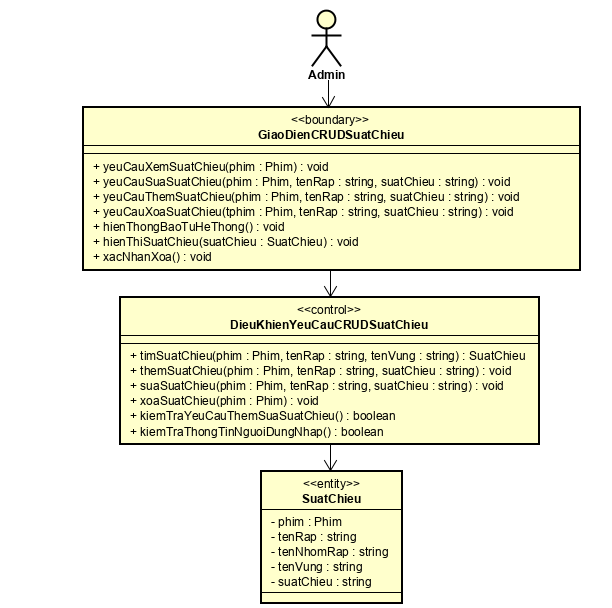 Admin
<<boundary>>
GiaoDienCRUDSuatChieu
+ yeuCauXemSuatChieu(phim : Phim) : void
+ yeuCauSuaSuatChieu(phim : Phim, tenRap : string, suatChieu : string) : void
+ yeuCauThemSuatChieu(phim : Phim, tenRap : string, suatChieu : string) : void
+ yeuCauXoaSuatChieu(tphim : Phim, tenRap : string, suatChieu : string) : void
+ hienThongBaoTuHeThong() : void
+ hienThiSuatChieu(suatChieu : SuatChieu) : void
+ xacNhanXoa() : void
<<control>>
DieuKhienYeuCauCRUDSuatChieu
+ timSuatChieu(phim : Phim, tenRap : string, tenVung : string) : SuatChieu
+ themSuatChieu(phim : Phim, tenRap : string, suatChieu : string) : void
+ suaSuatChieu(phim : Phim, tenRap : string, suatChieu : string) : void
+ xoaSuatChieu(phim : Phim) : void
+ kiemTraYeuCauThemSuaSuatChieu() : boolean
+ kiemTraThongTinNguoiDungNhap() : boolean
<<entity>>
SuatChieu
- phim : Phim
- tenRap : string
- tenNhomRap : string
- tenVung : string
- suatChieu : string